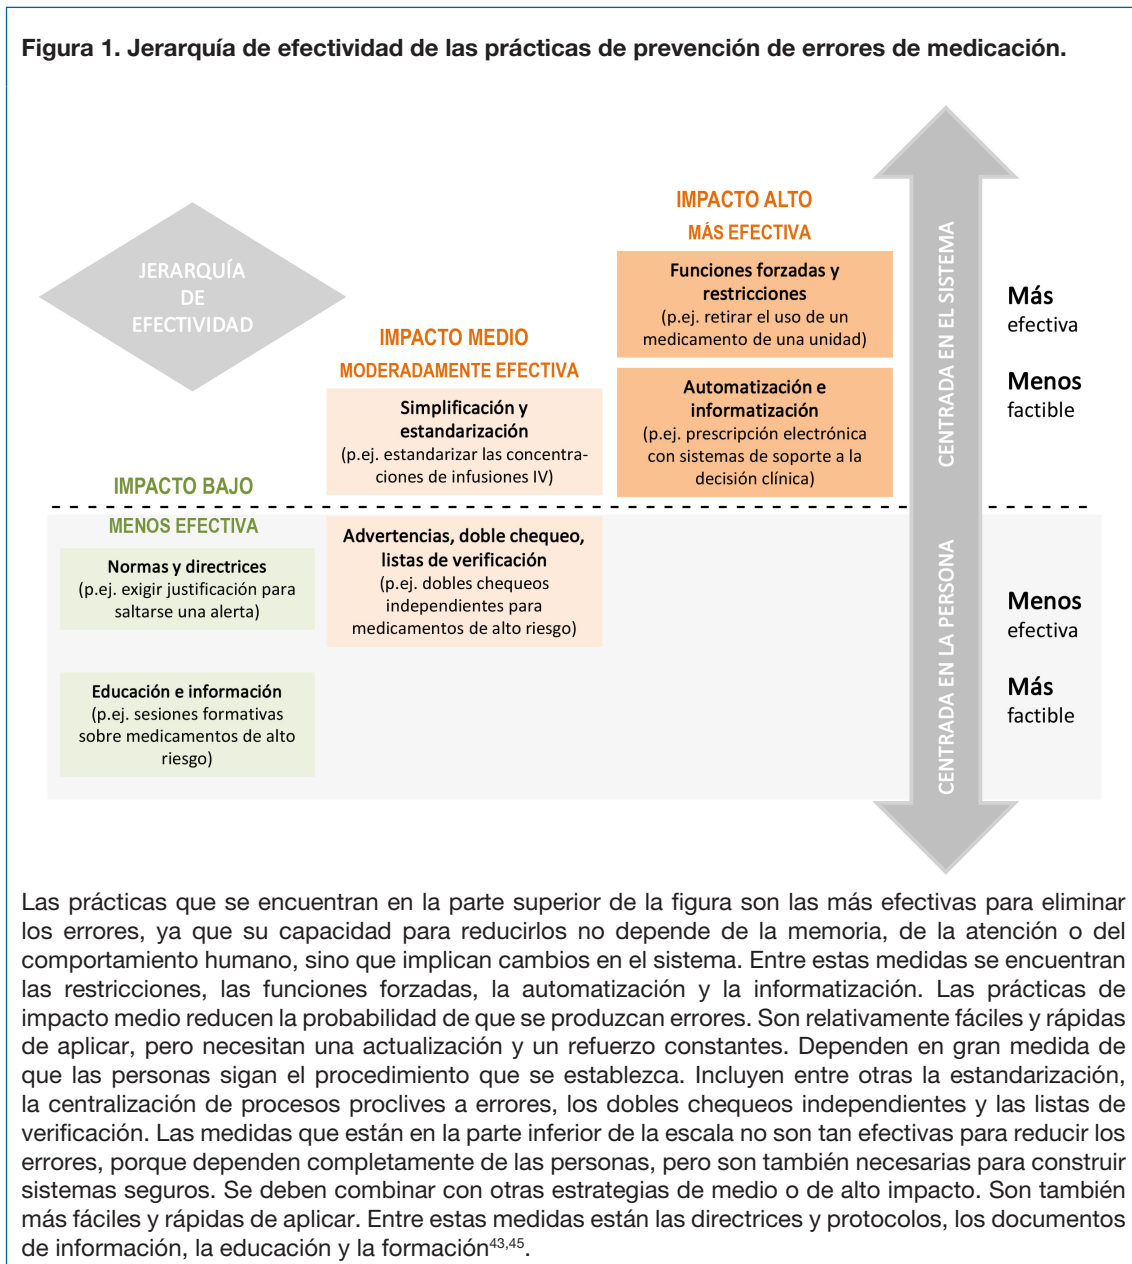 Figura 1. Jerarquía de efectividad de las prácticas de prevención de errores de medicación.
JERARQUÍA
DE
EFECTIVIDAD
IMPACTO ALTO
MÁS EFECTIVA
Funciones forzadas y
restricciones
(p.ej. retirar el uso de un
medicamento de una unidad)
Automatización e
informatización
(p.ej. prescripción electrónica
con sistemas de soporte a la
decisión clínica)
IMPACTO MEDIO
MODERADAMENTE EFECTIVA
Simplificación y
estandarización
(p.ej. estandarizar las concentra-
ciones de infusiones IV)
Advertencias, doble chequeo,
listas de verificación
(p.ej. dobles chequeos
independientes para
medicamentos de alto riesgo)
IMPACTO BAJO
MENOS EFECTIVA
Normas y directrices
(p.ej. exigir justificación para
saltarse una alerta)
Educación e información
(p.ej. sesiones formativas
sobre medicamentos de alto
riesgo)
CENTRADA EN EL SISTEMA
CENTRADA EN LA PERSONA
Más
efectiva
Menos
factible
Menos
efectiva
Más
factible
Las prácticas que se encuentran en la parte superior de la figura son las más efectivas para eliminar
los errores, ya que su capacidad para reducirlos no depende de la memoria, de la atención o del
comportamiento humano, sino que implican cambios en el sistema. Entre estas medidas se encuentran
las restricciones, las funciones forzadas, la automatización y la informatización. Las prácticas de
impacto medio reducen la probabilidad de que se produzcan errores. Son relativamente fáciles y rápidas
de aplicar, pero necesitan una actualización y un refuerzo constantes. Dependen en gran medida de
que las personas sigan el procedimiento que se establezca. Incluyen entre otras la estandarización,
la centralización de procesos proclives a errores, los dobles chequeos independientes y las listas de
verificación. Las medidas que están en la parte inferior de la escala no son tan efectivas para reducir los
errores, porque dependen completamente de las personas, pero son también necesarias para construir
sistemas seguros. Se deben combinar con otras estrategias de medio o de alto impacto. Son también
más fáciles y rápidas de aplicar. Entre estas medidas están las directrices y protocolos, los documentos
de información, la educación y la formación43,45.